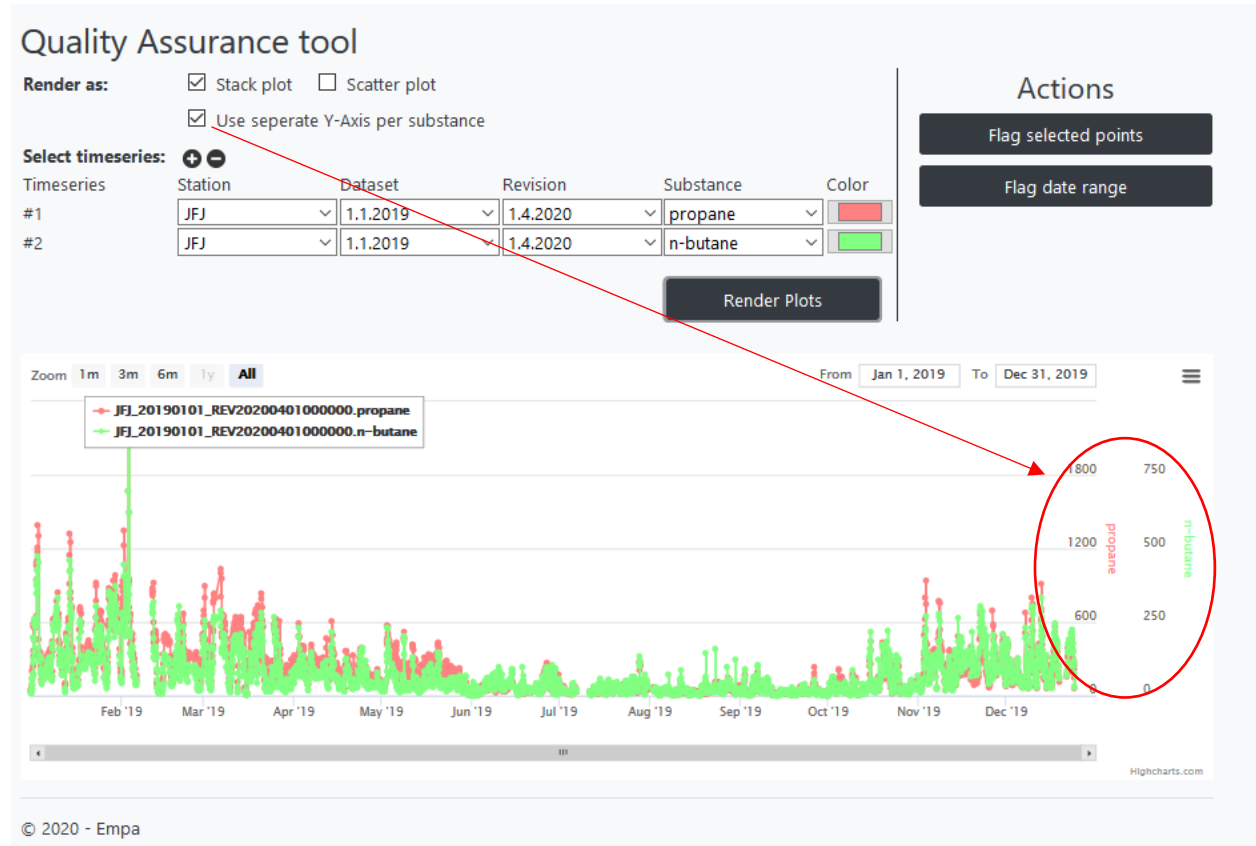 Quality Assurance tool
Render as: Stack plot Scatter plot
Use seperate Y-Axis per substance
Select timeseries:
Timeseries Station Dataset Revision Substance Color
#1 JFJ 1.1.2019 1.4.2020 propane
#2 JFJ 1.1.2019 1.4.2020 n-butane
Render Plots
Actions
Flag selected points
Flag date range
Zoom 1m 3m 6m 1y All From Jan 1, 2019 To Dec 31, 2019
JFJ_20190101_REV20200401000000.propane
JFJ_20190101_REV20200401000000.n-butane
1800 750
1200 500
600 250
0 0
propane
n-butane
Feb '19 Mar '19 Apr '19 May '19 Jun '19 Jul '19 Aug '19 Sep '19 Oct '19 Nov '19 Dec '19
Highcharts.com
© 2020 - Empa